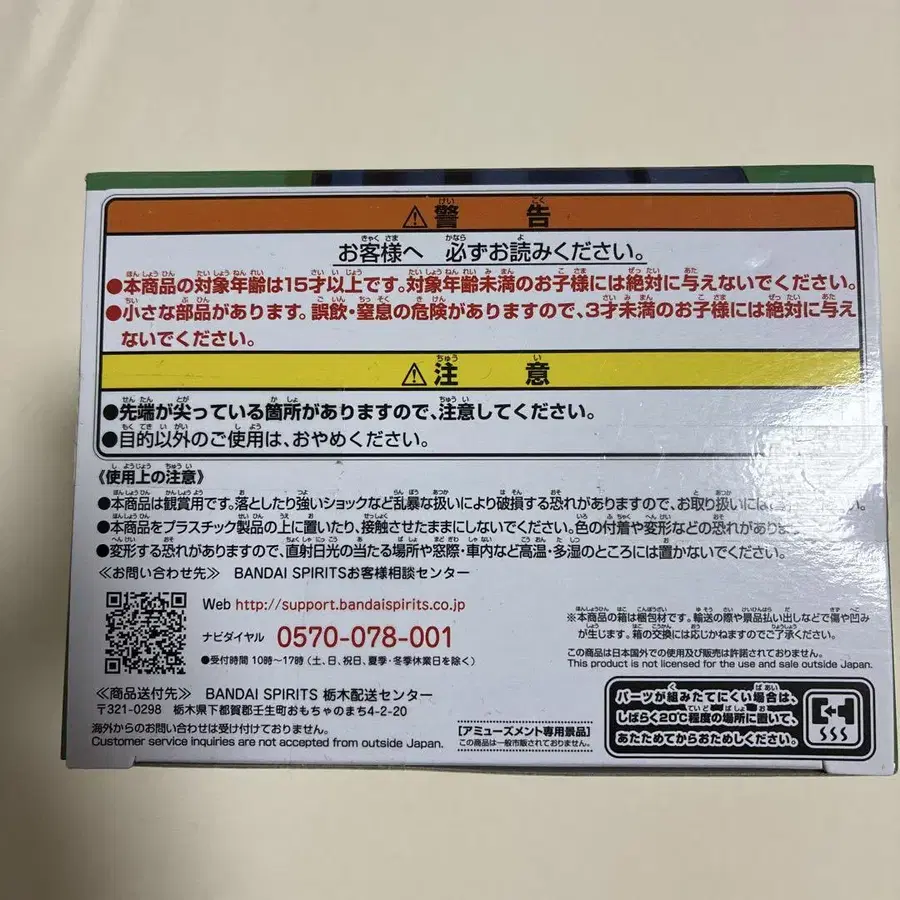 ⚠警告
お客様へ 必ずお読みください。
●本商品の対象年齢は15才以上です。対象年齢未満のお子様には絶対に与えないでください。
●小さな部品があります。誤飲・窒息の危険がありますので、3才未満のお子様には絶対に与え
ないでください。
⚠注意
●先端が尖っている箇所がありますので、注意してください。
●目的以外のご使用は、おやめください。
《使用上の注意》
●本商品は観賞用です。落としたり強いショックなど乱暴な扱いにより破損する恐れがありますので、お取り扱いには
●本商品をプラスチック製品の上に置いたり、接触させたままにしないでください。色の付着や変形などの恐れがあり
●変形する恐れがありますので、直射日光の当たる場所や窓際・車内など高温・多湿のところには置かないでください。
≪お問い合わせ先≫ BANDAI SPIRITSお客様相談センター
Web http://support.bandaispirits.co.jp
ナビダイヤル 0570-078-001
●受付時間 10時〜17時(土、日、祝日、夏季・冬季休業日を除く)
≪商品送付先≫ BANDAI SPIRITS 栃木配送センター
〒321-0298 栃木県下都賀郡壬生町おもちゃのまち4-2-20
海外からのお問い合わせは受け付けておりません。
Customer service inquiries are not accepted from outside Japan.
※本商品の箱は梱包材です。輸送の際や景品払い出しなどで傷や凹み
が生じます。箱の交換には応じかねますのでご了承ください。
この商品は日本国外での使用及び販売は許諾されておりません。
This product is not licensed for the use and sale outside Japan.
[アミューズメント専用景品]
この商品は一般市販されておりません。
パーツが組みたてにくい場合は、
しばらく20℃程度の場所に置いて、
あたためてからおためしください。